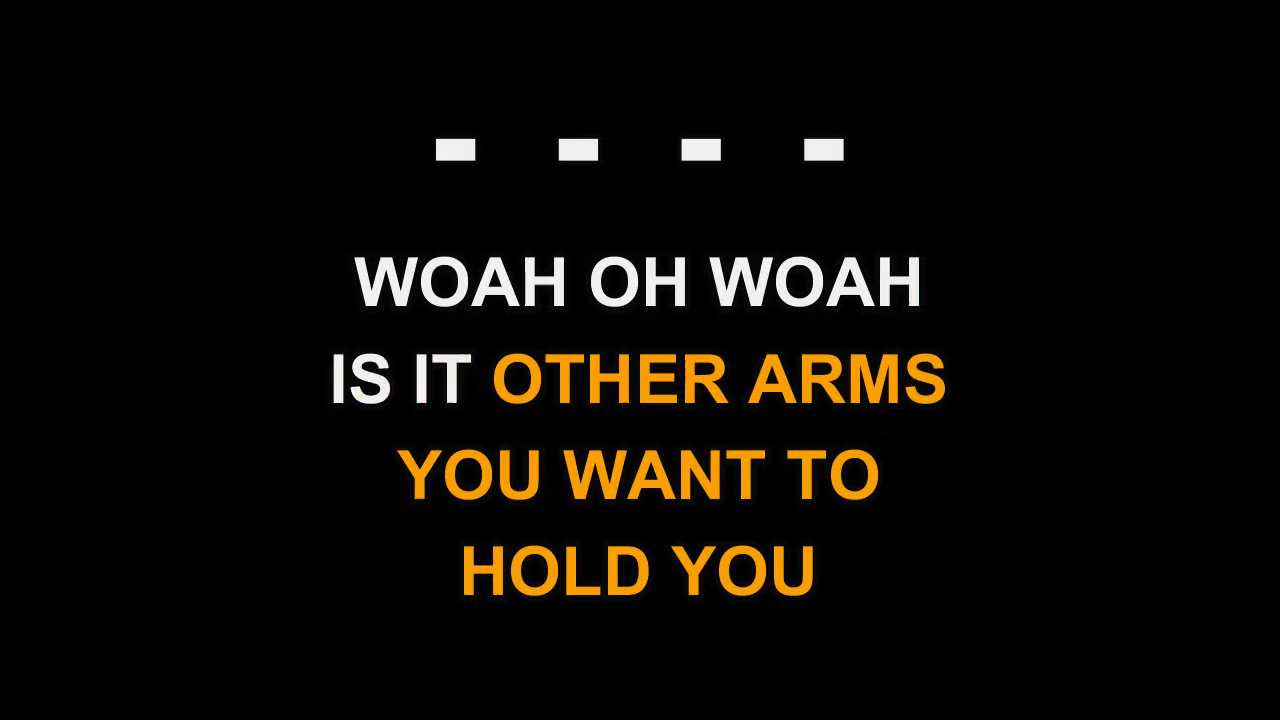 - - - -
WOAH OH WOAH
IS IT OTHER ARMS
YOU WANT TO
HOLD YOU